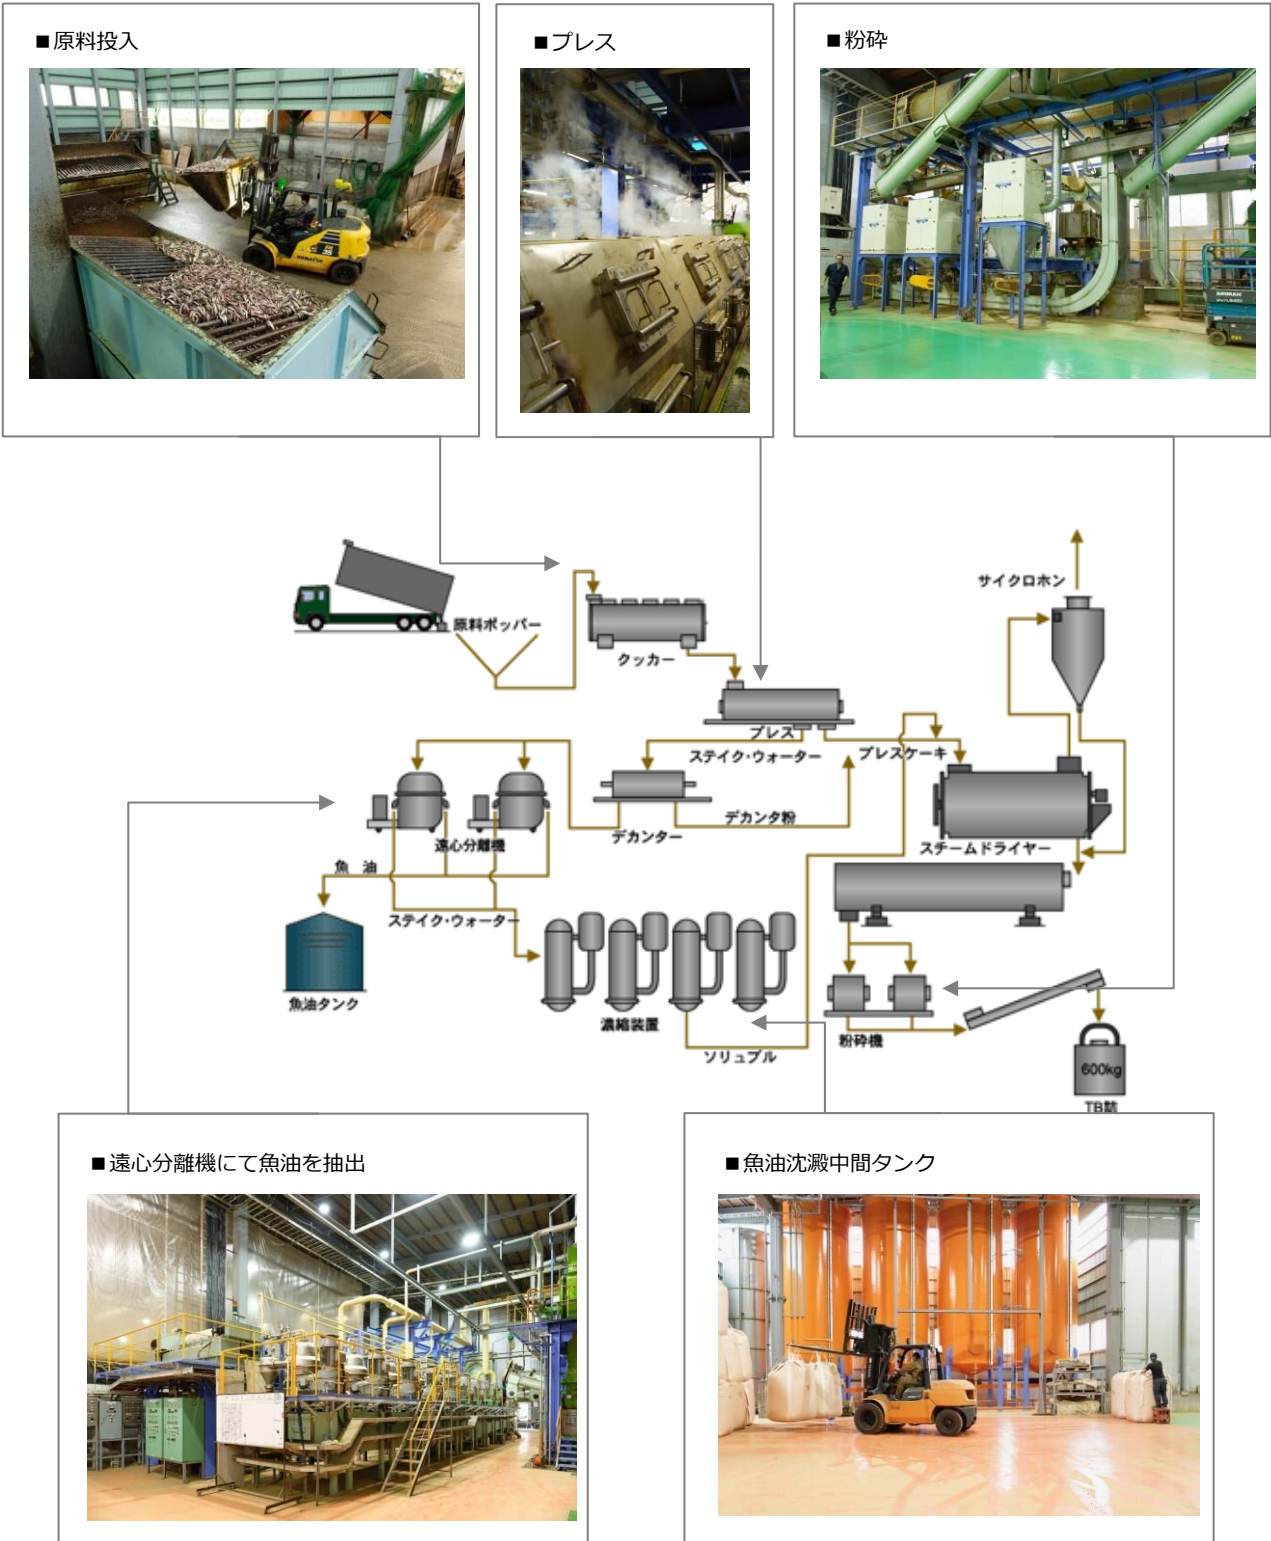 ■原料投入
■プレス
■粉砕
サイクロホン
原料ポッパー
クッカー
プレス
ステイク・ウォーター
プレスケーキ
デカンタ粉
デカンター
スチームドライヤー
遠心分離機
魚 油
ステイク・ウォーター
魚油タンク
濃縮装置
ソリュブル
粉砕機
600kg
TB詰
■遠心分離機にて魚油を抽出
■魚油沈澱中間タンク
KOMATSU
AIRMAN